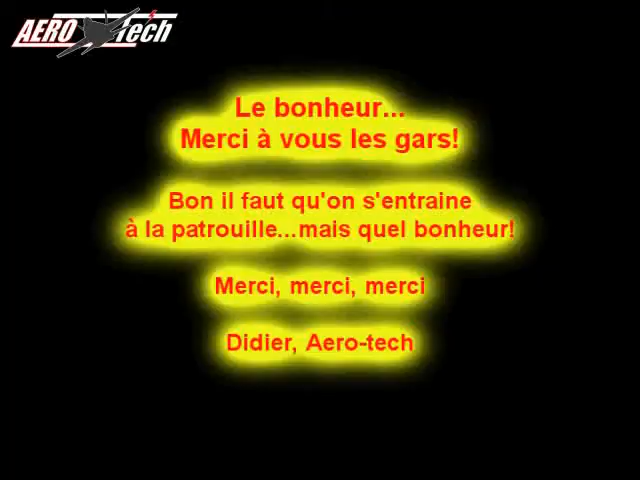 AERO Tech
Le bonheur...
Merci à vous les gars!
Bon il faut qu'on s'entraine
à la patrouille...mais quel bonheur!
Merci, merci, merci
Didier, Aero-tech